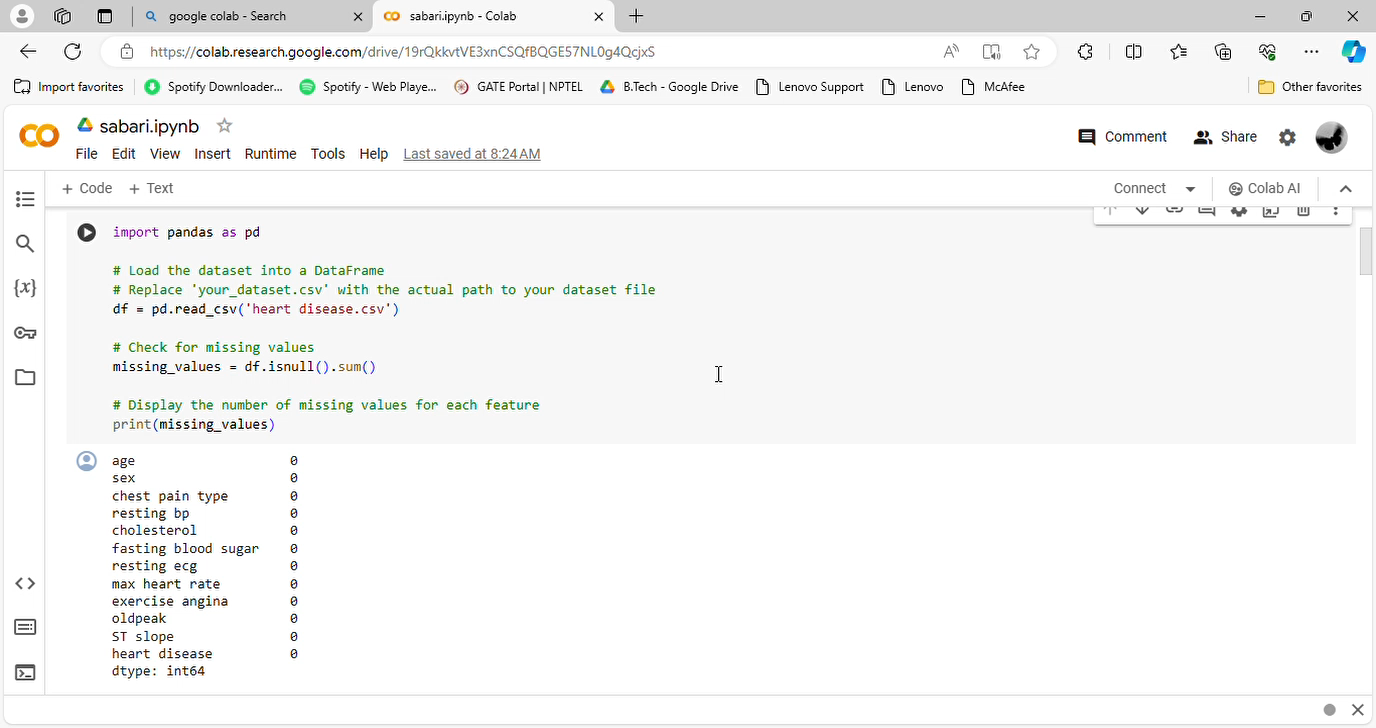 google colab - Search
sabari.ipynb - Colab
https://colab.research.google.com/drive/19rQkkvtVE3xnCSQfBQGE57NL0g4QcjxS
Import favorites
Spotify Downloader...
Spotify - Web Playe...
GATE Portal | NPTEL
B.Tech - Google Drive
Lenovo Support
Lenovo
McAfee
Other favorites
sabari.ipynb
Comment
Share
File Edit View Insert Runtime Tools Help Last saved at 8:24 AM
+ Code + Text
Connect
Colab AI
import pandas as pd
# Load the dataset into a DataFrame
# Replace 'your_dataset.csv' with the actual path to your dataset file
df = pd.read_csv('heart disease.csv')
# Check for missing values
missing_values = df.isnull().sum()
# Display the number of missing values for each feature
print(missing_values)
age 0
sex 0
chest pain type 0
resting bp 0
cholesterol 0
fasting blood sugar 0
resting ecg 0
max heart rate 0
exercise angina 0
oldpeak 0
ST slope 0
heart disease 0
dtype: int64